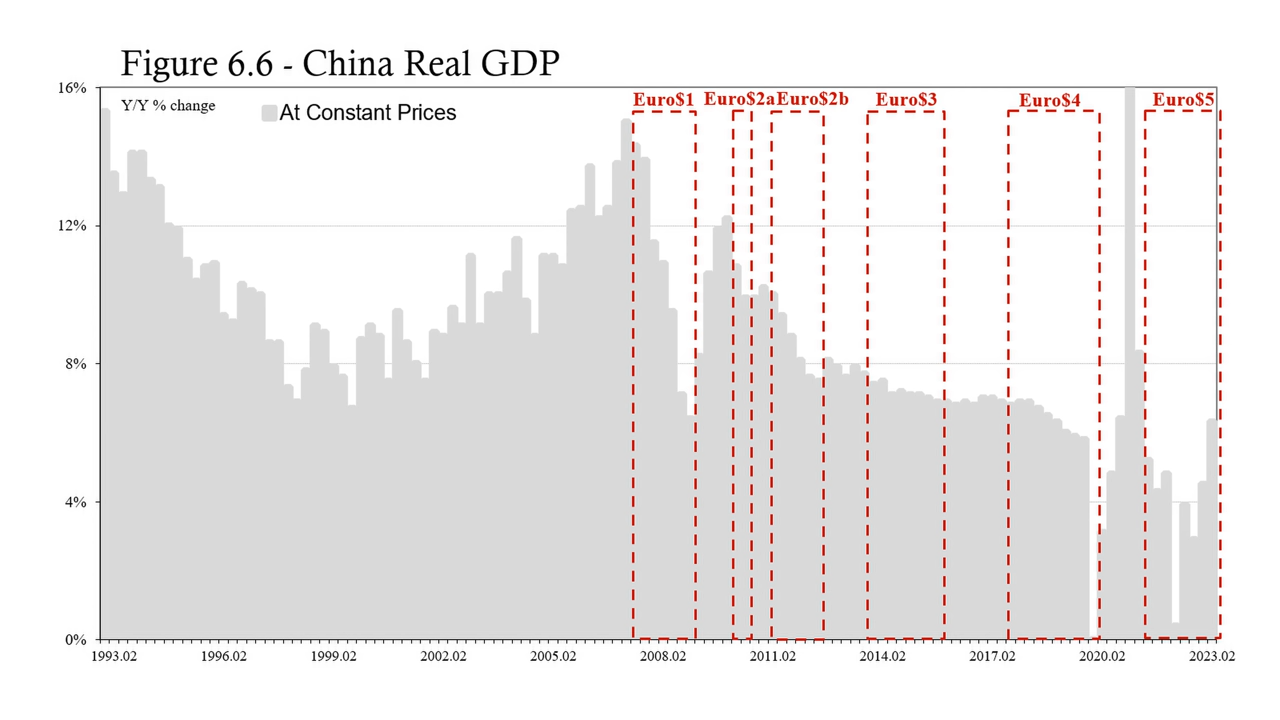 Figure 6.6 - China Real GDP
16%
Y/Y % change
At Constant Prices
Euro$1 Euro$2a Euro$2b Euro$3 Euro$4 Euro$5
12%
8%
4%
0%
1993.02 1996.02 1999.02 2002.02 2005.02 2008.02 2011.02 2014.02 2017.02 2020.02 2023.02